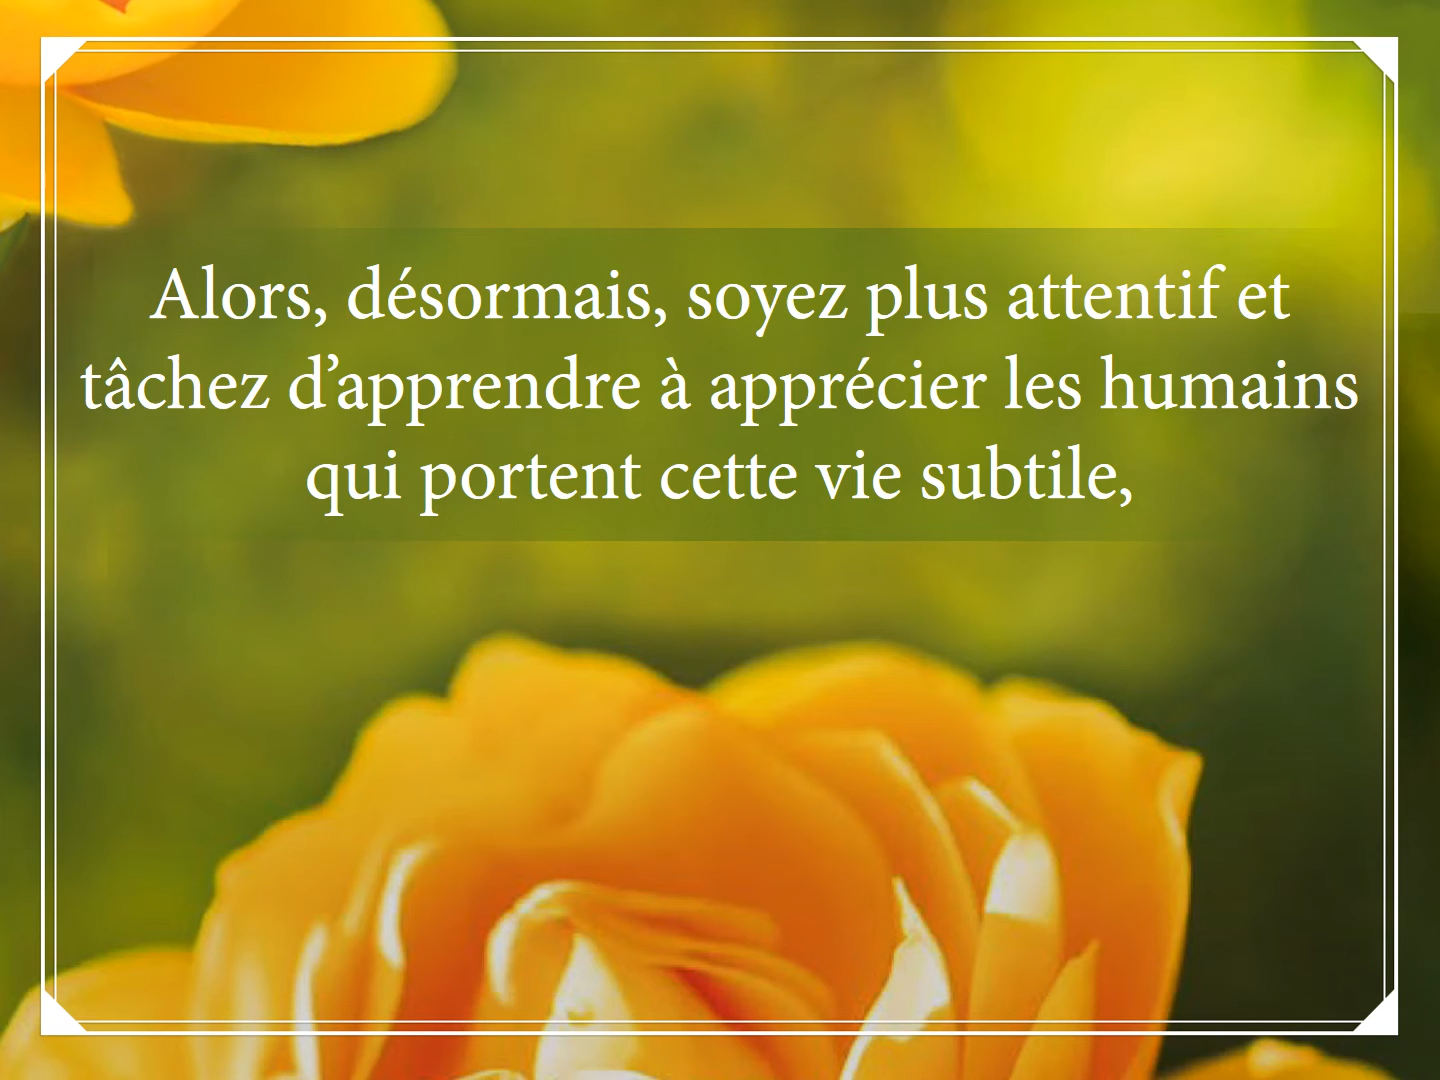 Alors, désormais, soyez plus attentif et
tâchez d’apprendre à apprécier les humains
qui portent cette vie subtile,